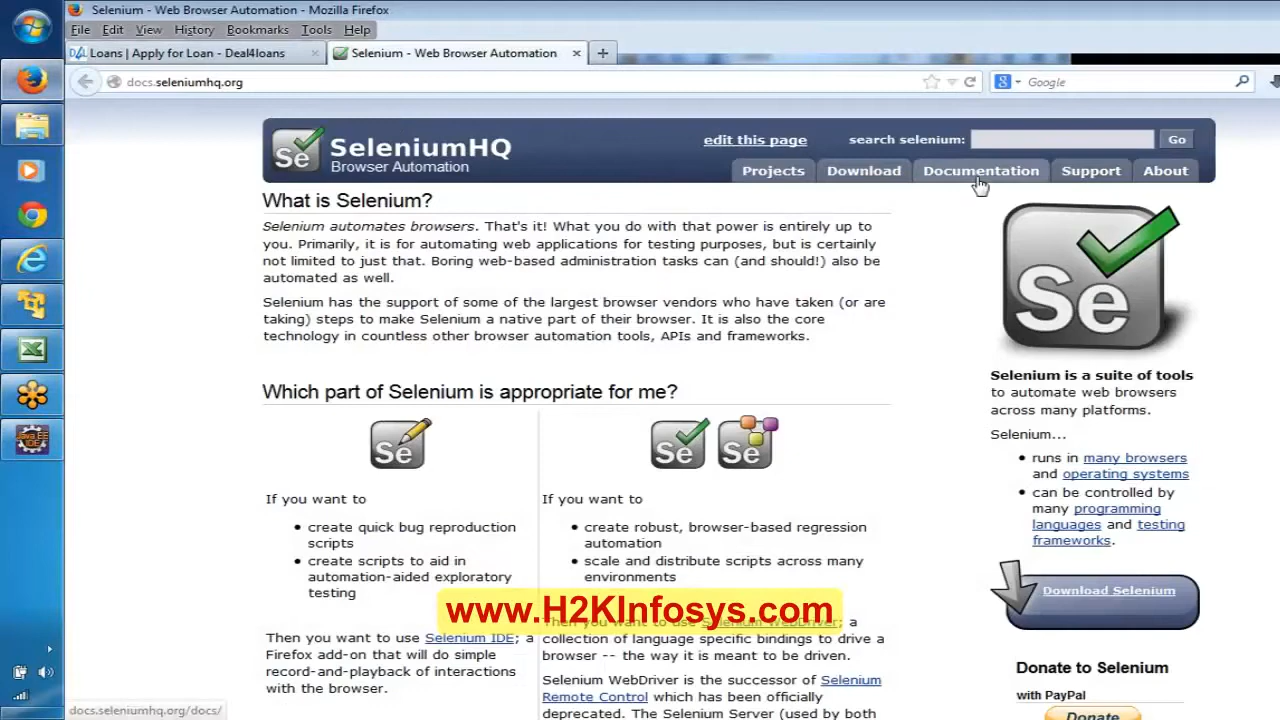 Selenium - Web Browser Automation - Mozilla Firefox
File Edit View History Bookmarks Tools Help
Loans | Apply for Loan - Deal4loans × Selenium - Web Browser Automation × +
docs.seleniumhq.org Google
SeleniumHQ edit this page search selenium: Go
Browser Automation
Projects Download Documentation Support About
What is Selenium?
Selenium automates browsers. That's it! What you do with that power is entirely up to
you. Primarily, it is for automating web applications for testing purposes, but is certainly
not limited to just that. Boring web-based administration tasks can (and should!) also be
automated as well.
Selenium has the support of some of the largest browser vendors who have taken (or are
taking) steps to make Selenium a native part of their browser. It is also the core
technology in countless other browser automation tools, APIs and frameworks.
Which part of Selenium is appropriate for me?
Se
Se Se
If you want to
• create quick bug reproduction
scripts
• create scripts to aid in
automation-aided exploratory
testing
Then you want to use Selenium IDE; a
Firefox add-on that will do simple
record-and-playback of interactions
with the browser.
If you want to
• create robust, browser-based regression
automation
• scale and distribute scripts across many
environments
Then you want to use Selenium WebDriver; a
collection of language specific bindings to drive a
browser -- the way it is meant to be driven.
Selenium WebDriver is the successor of Selenium
Remote Control which has been officially
deprecated. The Selenium Server (used by both
Se
Selenium is a suite of tools
to automate web browsers
across many platforms.
Selenium...
• runs in many browsers
and operating systems
• can be controlled by
many programming
languages and testing
frameworks.
Download Selenium
Donate to Selenium
with PayPal
Donate
www.H2KInfosys.com
docs.seleniumhq.org/docs/
Java EE
IDE